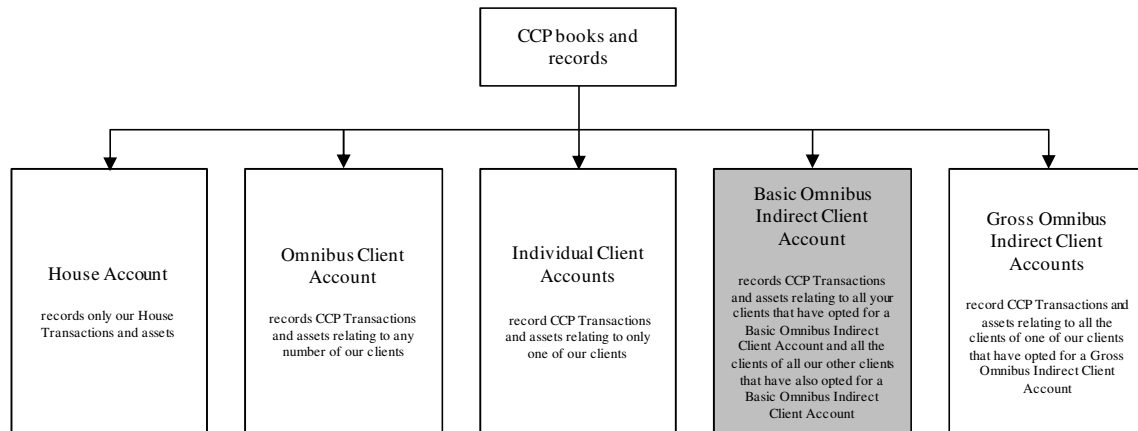 CCP books and
records
House Account
records only our House
Transactions and assets
Omnibus Client
Account
records CCP Transactions
and assets relating to any
number of our clients
Individual Client
Accounts
record CCP Transactions
and assets relating to only
one of our clients
Basic Omnibus
Indirect Client
Account
records CCP Transactions
and assets relating to all your
clients that have opted for a
Basic Omnibus Indirect
Client Account and all the
clients of all our other clients
that have also opted for a
Basic Omnibus Indirect
Client Account
Gross Omnibus
Indirect Client
Accounts
record CCP Transactions and
assets relating to all the
clients of one of our clients
that have opted for a Gross
Omnibus Indirect Client
Account